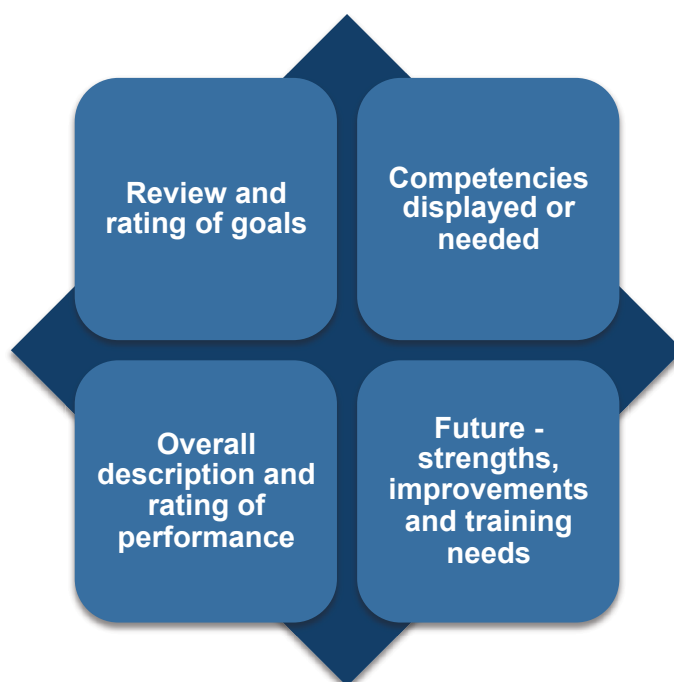 Review and
rating of goals
Competencies
displayed or
needed
Overall
description and
rating of
performance
Future -
strengths,
improvements
and training
needs